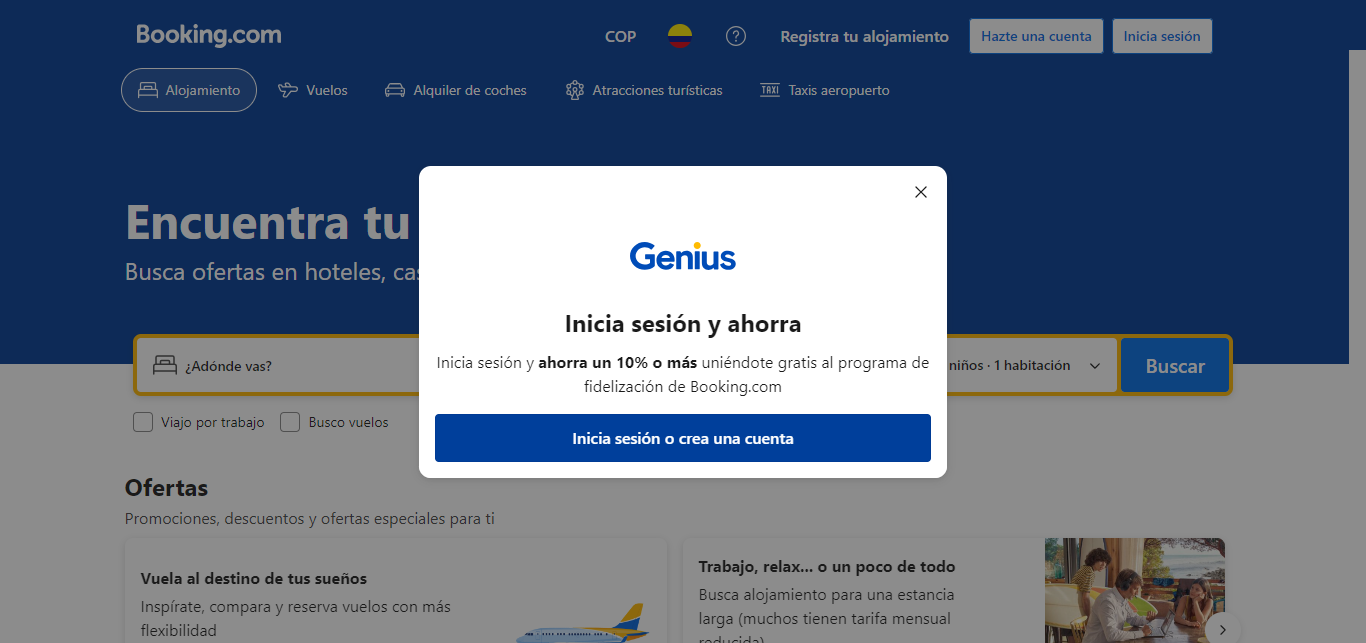 Booking.com
COP
Registra tu alojamiento
Hazte una cuenta
Inicia sesión
Alojamiento
Vuelos
Alquiler de coches
Atracciones turísticas
TAXI
Taxis aeropuerto
Encuentra tu
Busca ofertas en hoteles,
Genius
Inicia sesión y ahorra
Inicia sesión y ahorra un 10% o más uniéndote gratis al programa de
fidelización de Booking.com
Inicia sesión o crea una cuenta
¿Adónde vas?
niños · 1 habitación
Buscar
Viajo por trabajo
Busco vuelos
Ofertas
Promociones, descuentos y ofertas especiales para ti
Vuela al destino de tus sueños
Inspírate, compara y reserva vuelos con más
flexibilidad
Trabajo, relax... o un poco de todo
Busca alojamiento para una estancia
larga (muchos tienen tarifa mensual
reducida)